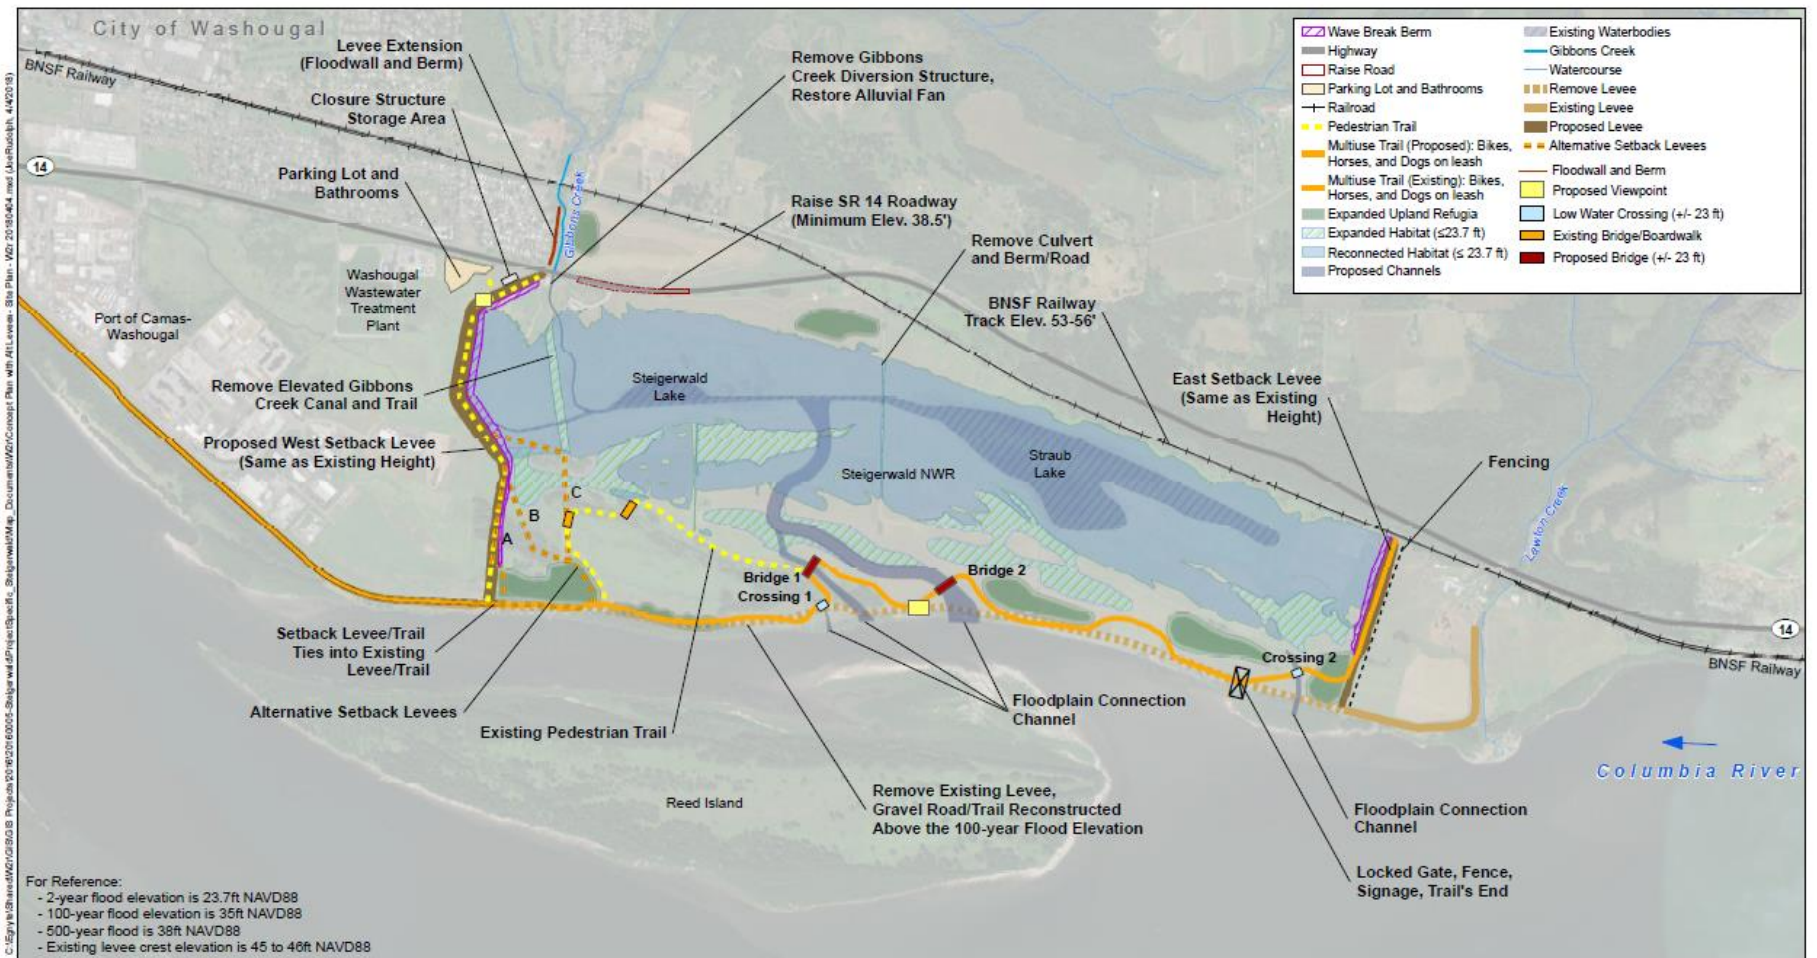 City of Washougal
BNSF Railway
14
Levee Extension
(Floodwall and Berm)
Closure Structure
Storage Area
Parking Lot and
Bathrooms
Remove Gibbons
Creek Diversion Structure,
Restore Alluvial Fan
Gibbons Creek
Raise SR 14 Roadway
(Minimum Elev. 38.5')
Remove Culvert
and Berm/Road
BNSF Railway
Track Elev. 53-56'
Wave Break Berm
Highway
Raise Road
Parking Lot and Bathrooms
Railroad
Pedestrian Trail
Multiuse Trail (Proposed): Bikes,
Horses, and Dogs on leash
Multiuse Trail (Existing): Bikes,
Horses, and Dogs on leash
Expanded Upland Refugia
Expanded Habitat (≤23.7 ft)
Reconnected Habitat (≤ 23.7 ft)
Proposed Channels
Existing Waterbodies
Gibbons Creek
Watercourse
Remove Levee
Existing Levee
Proposed Levee
Alternative Setback Levees
Floodwall and Berm
Proposed Viewpoint
Low Water Crossing (+/- 23 ft)
Existing Bridge/Boardwalk
Proposed Bridge (+/- 23 ft)
Washougal
Wastewater
Treatment
Plant
Port of Camas-
Washougal
Remove Elevated Gibbons
Creek Canal and Trail
Proposed West Setback Levee
(Same as Existing Height)
Steigerwald
Lake
Steigerwald NWR
Straub
Lake
East Setback Levee
(Same as Existing
Height)
Fencing
Lawton Creek
C
B
A
Bridge 1
Crossing 1
Bridge 2
Crossing 2
14
BNSF Railway
Setback Levee/Trail
Ties into Existing
Levee/Trail
Alternative Setback Levees
Existing Pedestrian Trail
Floodplain Connection
Channel
Columbia River
Reed Island
Remove Existing Levee,
Gravel Road/Trail Reconstructed
Above the 100-year Flood Elevation
Floodplain Connection
Channel
Locked Gate, Fence,
Signage, Trail's End
For Reference:
- 2-year flood elevation is 23.7ft NAVD88
- 100-year flood elevation is 35ft NAVD88
- 500-year flood is 38ft NAVD88
- Existing levee crest elevation is 45 to 46ft NAVD88